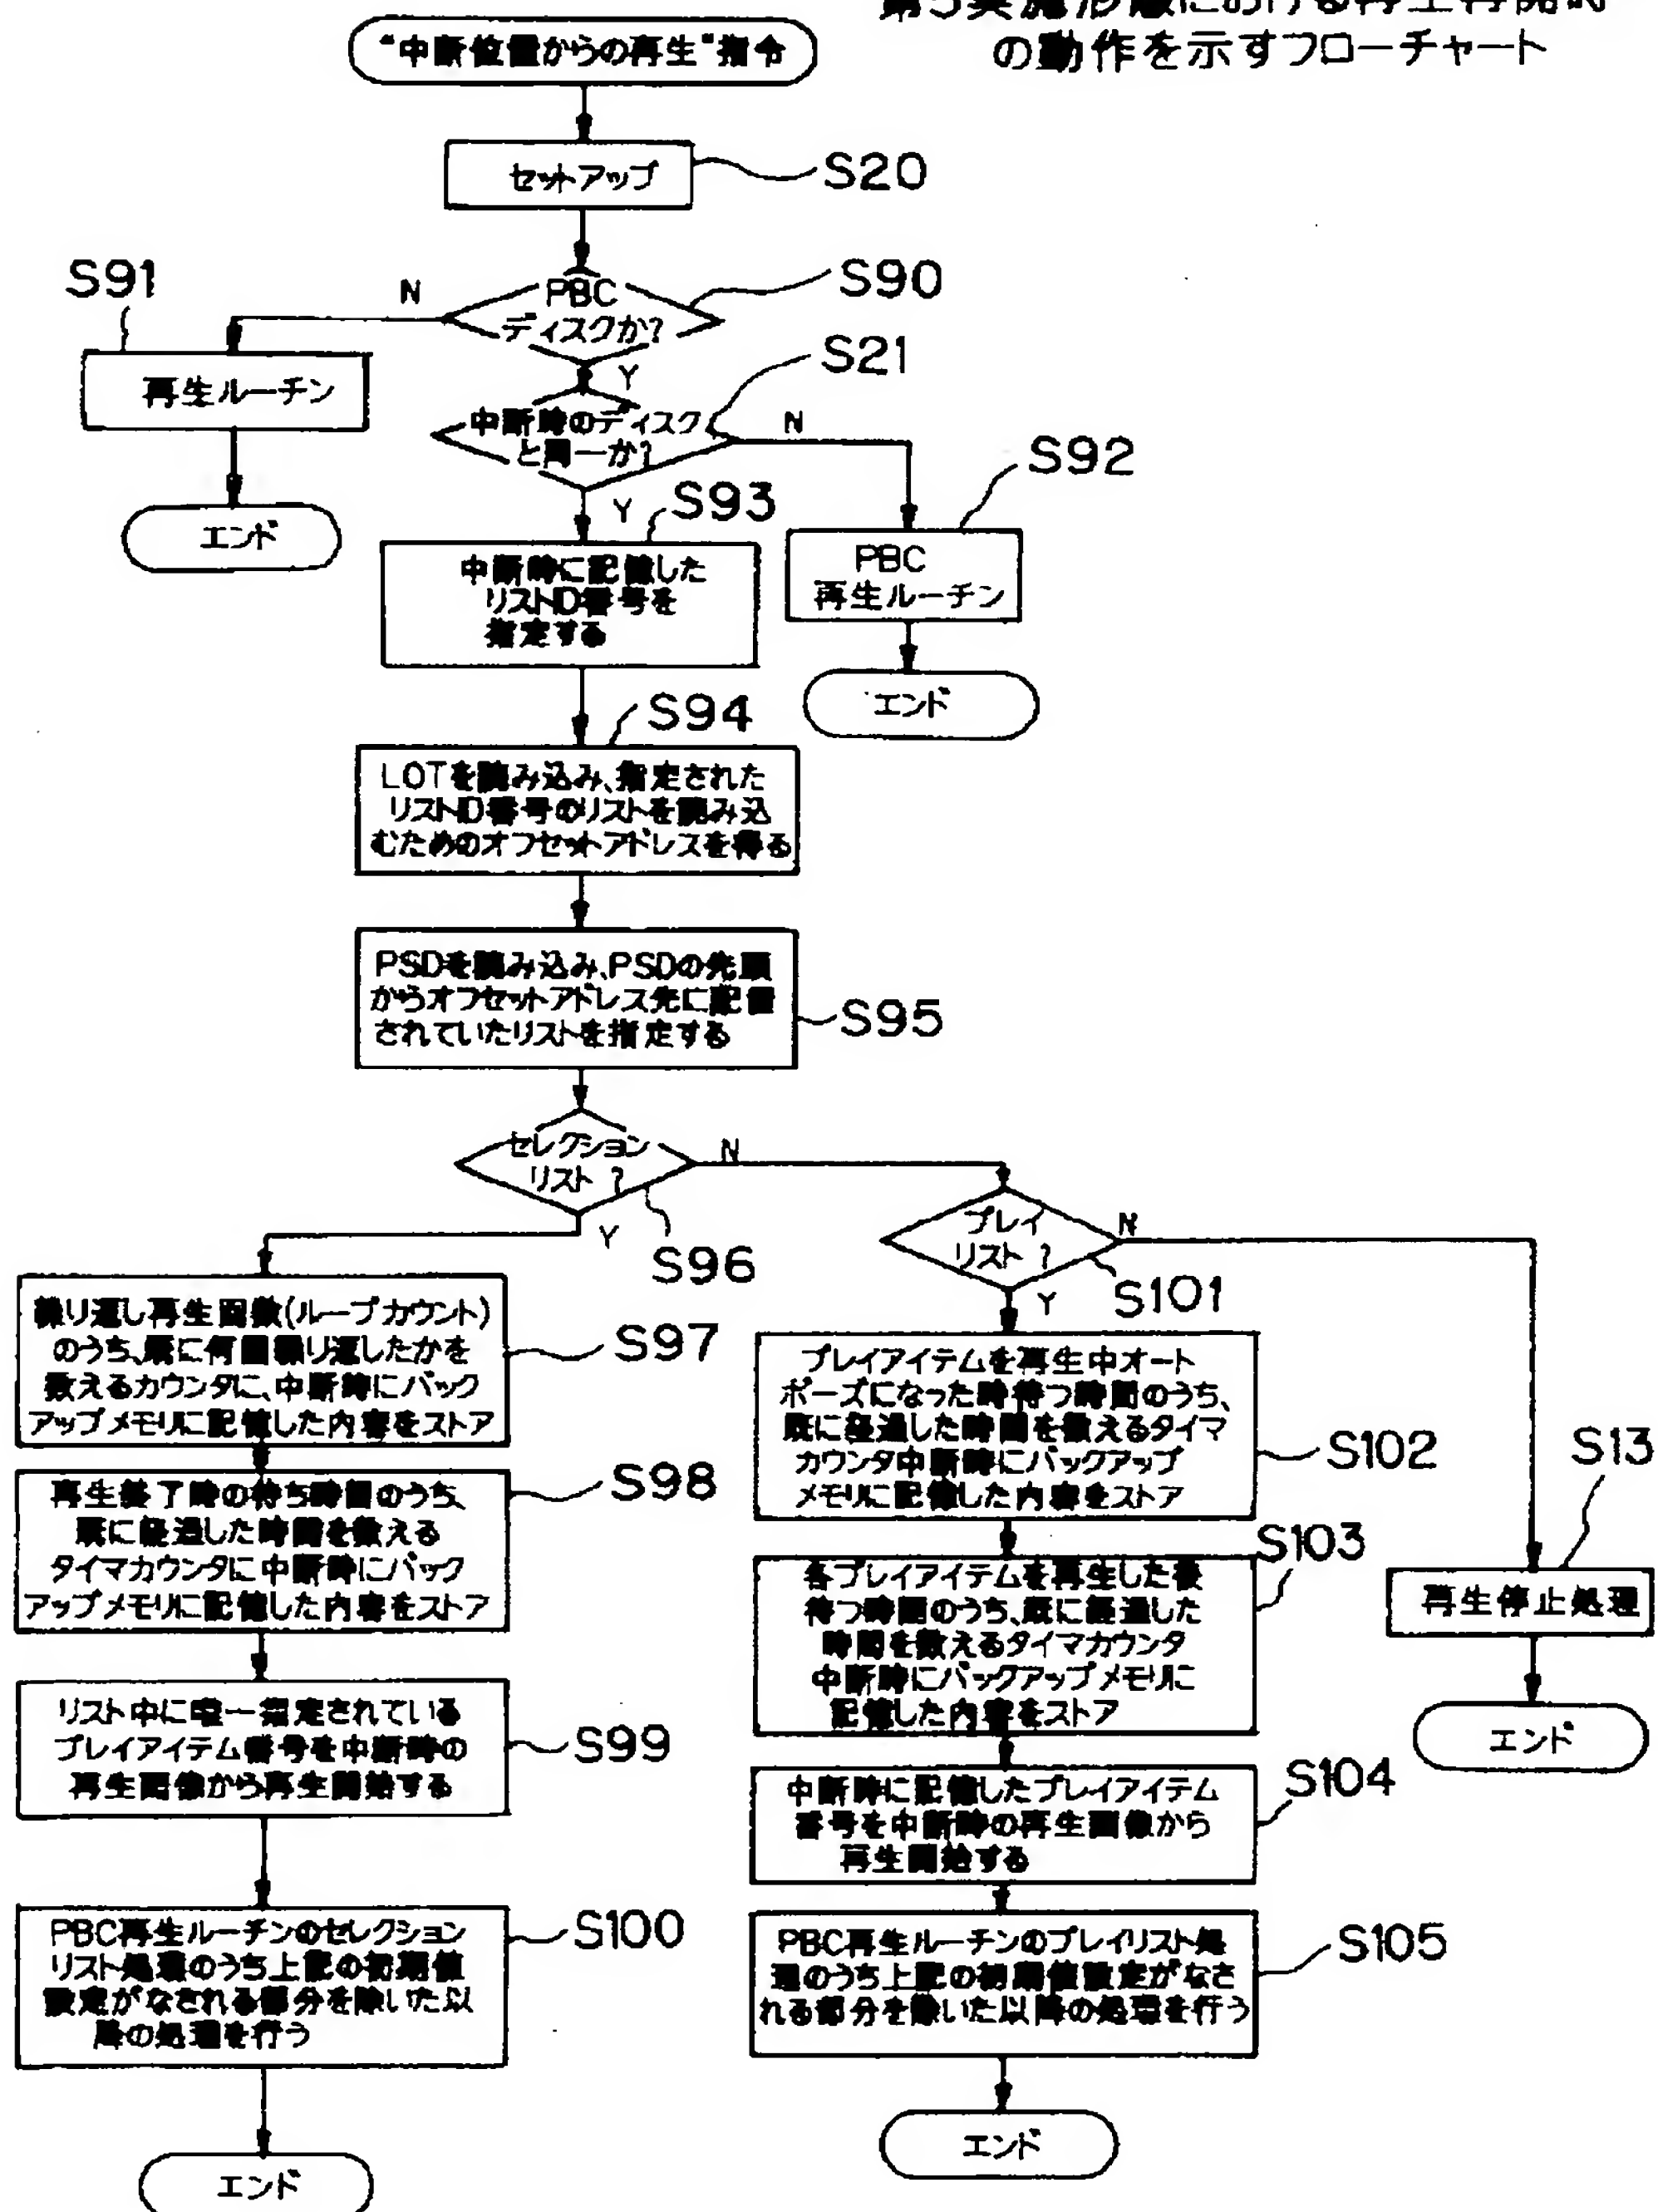 第5実施形態における再生再開時
の動作を示すフローチャート
"中断位置からの再生"指令
セットアップ
S20
PBC
ディスクか?
S90
N
S91
再生ルーチン
エンド
Y
S21
中断時のディスク
と同一か?
N
S92
PBC
再生ルーチン
エンド
Y
S93
中断時に記憶した
リストID番号を
指定する
S94
LOTを読み込み、指定された
リストID番号のリストを読み込
むためのオフセットアドレスを得る
PSDを読み込み、PSDの先頭
からオフセットアドレス先に配置
されていたリストを指定する
S95
セレクション
リスト?
N
Y
S96
繰り返し再生回数(ループカウント)
のうち、既に何回繰り返したかを
数えるカウンタに、中断時にバック
アップメモリに記憶した内容をストア
S97
再生終了時の待ち時間のうち、
既に経過した時間を数える
タイマカウンタに中断時にバック
アップメモリに記憶した内容をストア
S98
リスト中に唯一指定されている
プレイアイテム番号を中断時の
再生画像から再生開始する
S99
PBC再生ルーチンのセレクション
リスト処理のうち上記の初期値
設定がなされる部分を除いた以
降の処理を行う
S100
エンド
プレイ
リスト?
N
Y
S101
プレイアイテムを再生中オート
ポーズになった時待つ時間のうち、
既に経過した時間を数えるタイマ
カウンタ中断時にバックアップ
メモリに記憶した内容をストア
S102
各プレイアイテムを再生した後
待つ時間のうち、既に経過した
時間を数えるタイマカウンタ
中断時にバックアップメモリに
記憶した内容をストア
S103
中断時に記憶したプレイアイテム
番号を中断時の再生画像から
再生開始する
S104
PBC再生ルーチンのプレイリスト処
理のうち上記の初期値設定がなさ
れる部分を除いた以降の処理を行う
S105
エンド
S13
再生停止処理
エンド